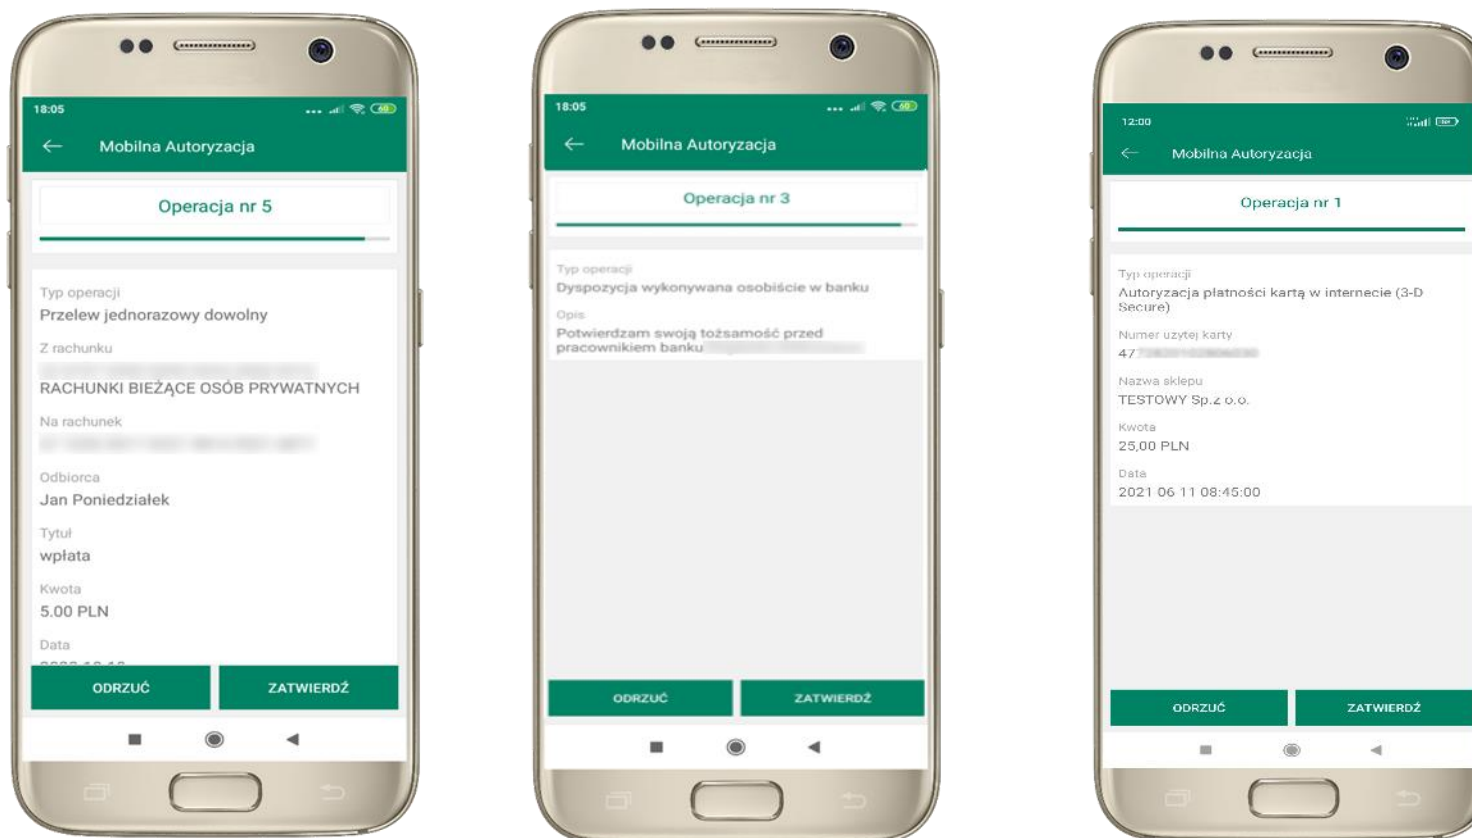 18:05
60
Mobilna Autoryzacja
Operacja nr 5
Typ operacji
Przelew jednorazowy dowolny
Z rachunku
RACHUNKI BIEŻĄCE OSÓB PRYWATNYCH
Na rachunek
Odbiorca
Jan Poniedziałek
Tytuł
wpłata
Kwota
5.00 PLN
Data
ODRZUĆ
ZATWIERDŹ
18:05
60
Mobilna Autoryzacja
Operacja nr 3
Typ operacji
Dyspozycja wykonywana osobiście w banku
Opis
Potwierdzam swoją tożsamość przed
pracownikiem banku
ODRZUĆ
ZATWIERDŹ
12:00
Mobilna Autoryzacja
Operacja nr 1
Typ operacji
Autoryzacja płatności kartą w internecie (3-D
Secure)
Numer uzytej karty
47
Nazwa sklepu
TESTOWY Sp.z o.o.
Kwota
25,00 PLN
Data
2021 06 11 08:45:00
ODRZUĆ
ZATWIERDŹ